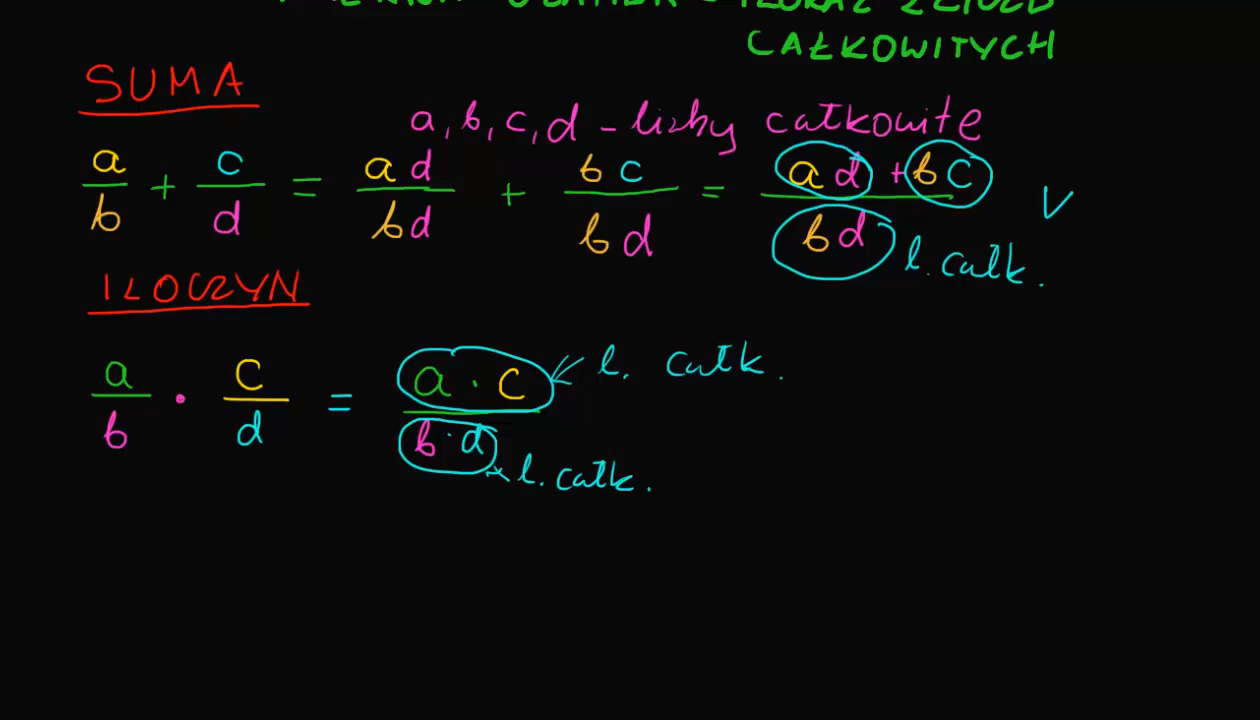 CAŁKOWITYCH
SUMA
a, b, c, d - liczby całkowite
a/b + c/d = ad/bd + bc/bd = ad + bc/bd V
l. całk.
ILOCZYN
a/b · c/d = a · c/b · d
l. całk.
l. całk.